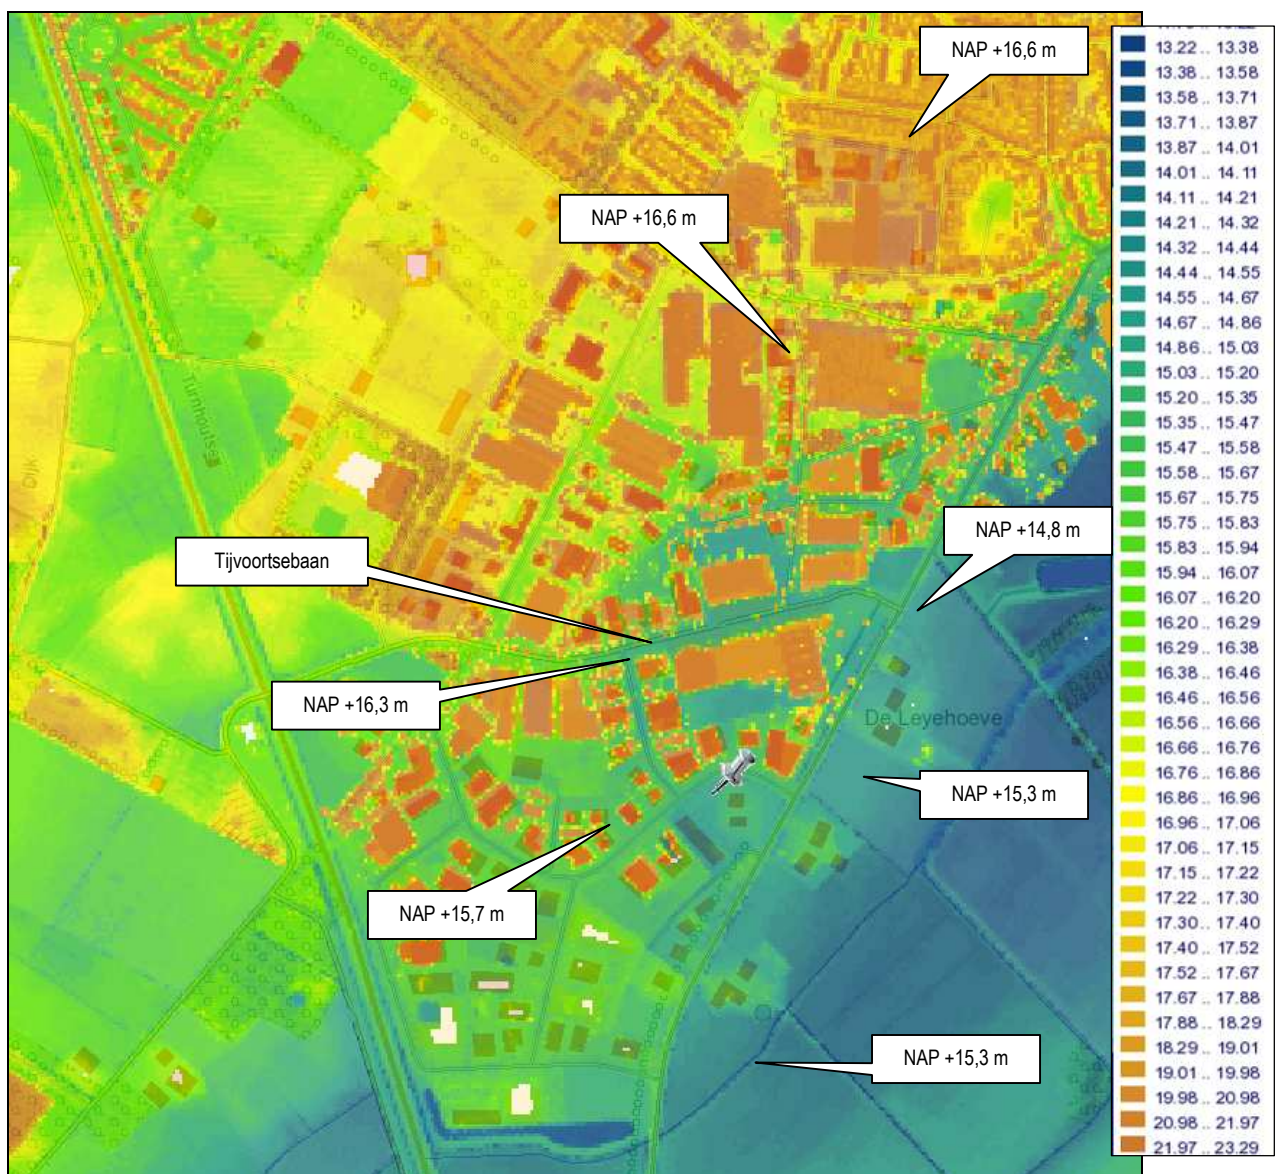 NAP +16,6 m
NAP +16,6 m
Turnhoutse
Dijk
NAP +14,8 m
Tijvoortsebaan
NAP +16,3 m
De Leyehoeve
NAP +15,3 m
NAP +15,7 m
NAP +15,3 m
13.22 .. 13.38
13.38 .. 13.58
13.58 .. 13.71
13.71 .. 13.87
13.87 .. 14.01
14.01 .. 14.11
14.11 .. 14.21
14.21 .. 14.32
14.32 .. 14.44
14.44 .. 14.55
14.55 .. 14.67
14.67 .. 14.86
14.86 .. 15.03
15.03 .. 15.20
15.20 .. 15.35
15.35 .. 15.47
15.47 .. 15.58
15.58 .. 15.67
15.67 .. 15.75
15.75 .. 15.83
15.83 .. 15.94
15.94 .. 16.07
16.07 .. 16.20
16.20 .. 16.29
16.29 .. 16.38
16.38 .. 16.46
16.46 .. 16.56
16.56 .. 16.66
16.66 .. 16.76
16.76 .. 16.86
16.86 .. 16.96
16.96 .. 17.06
17.06 .. 17.15
17.15 .. 17.22
17.22 .. 17.30
17.30 .. 17.40
17.40 .. 17.52
17.52 .. 17.67
17.67 .. 17.88
17.88 .. 18.29
18.29 .. 19.01
19.01 .. 19.98
19.98 .. 20.98
20.98 .. 21.97
21.97 .. 23.29